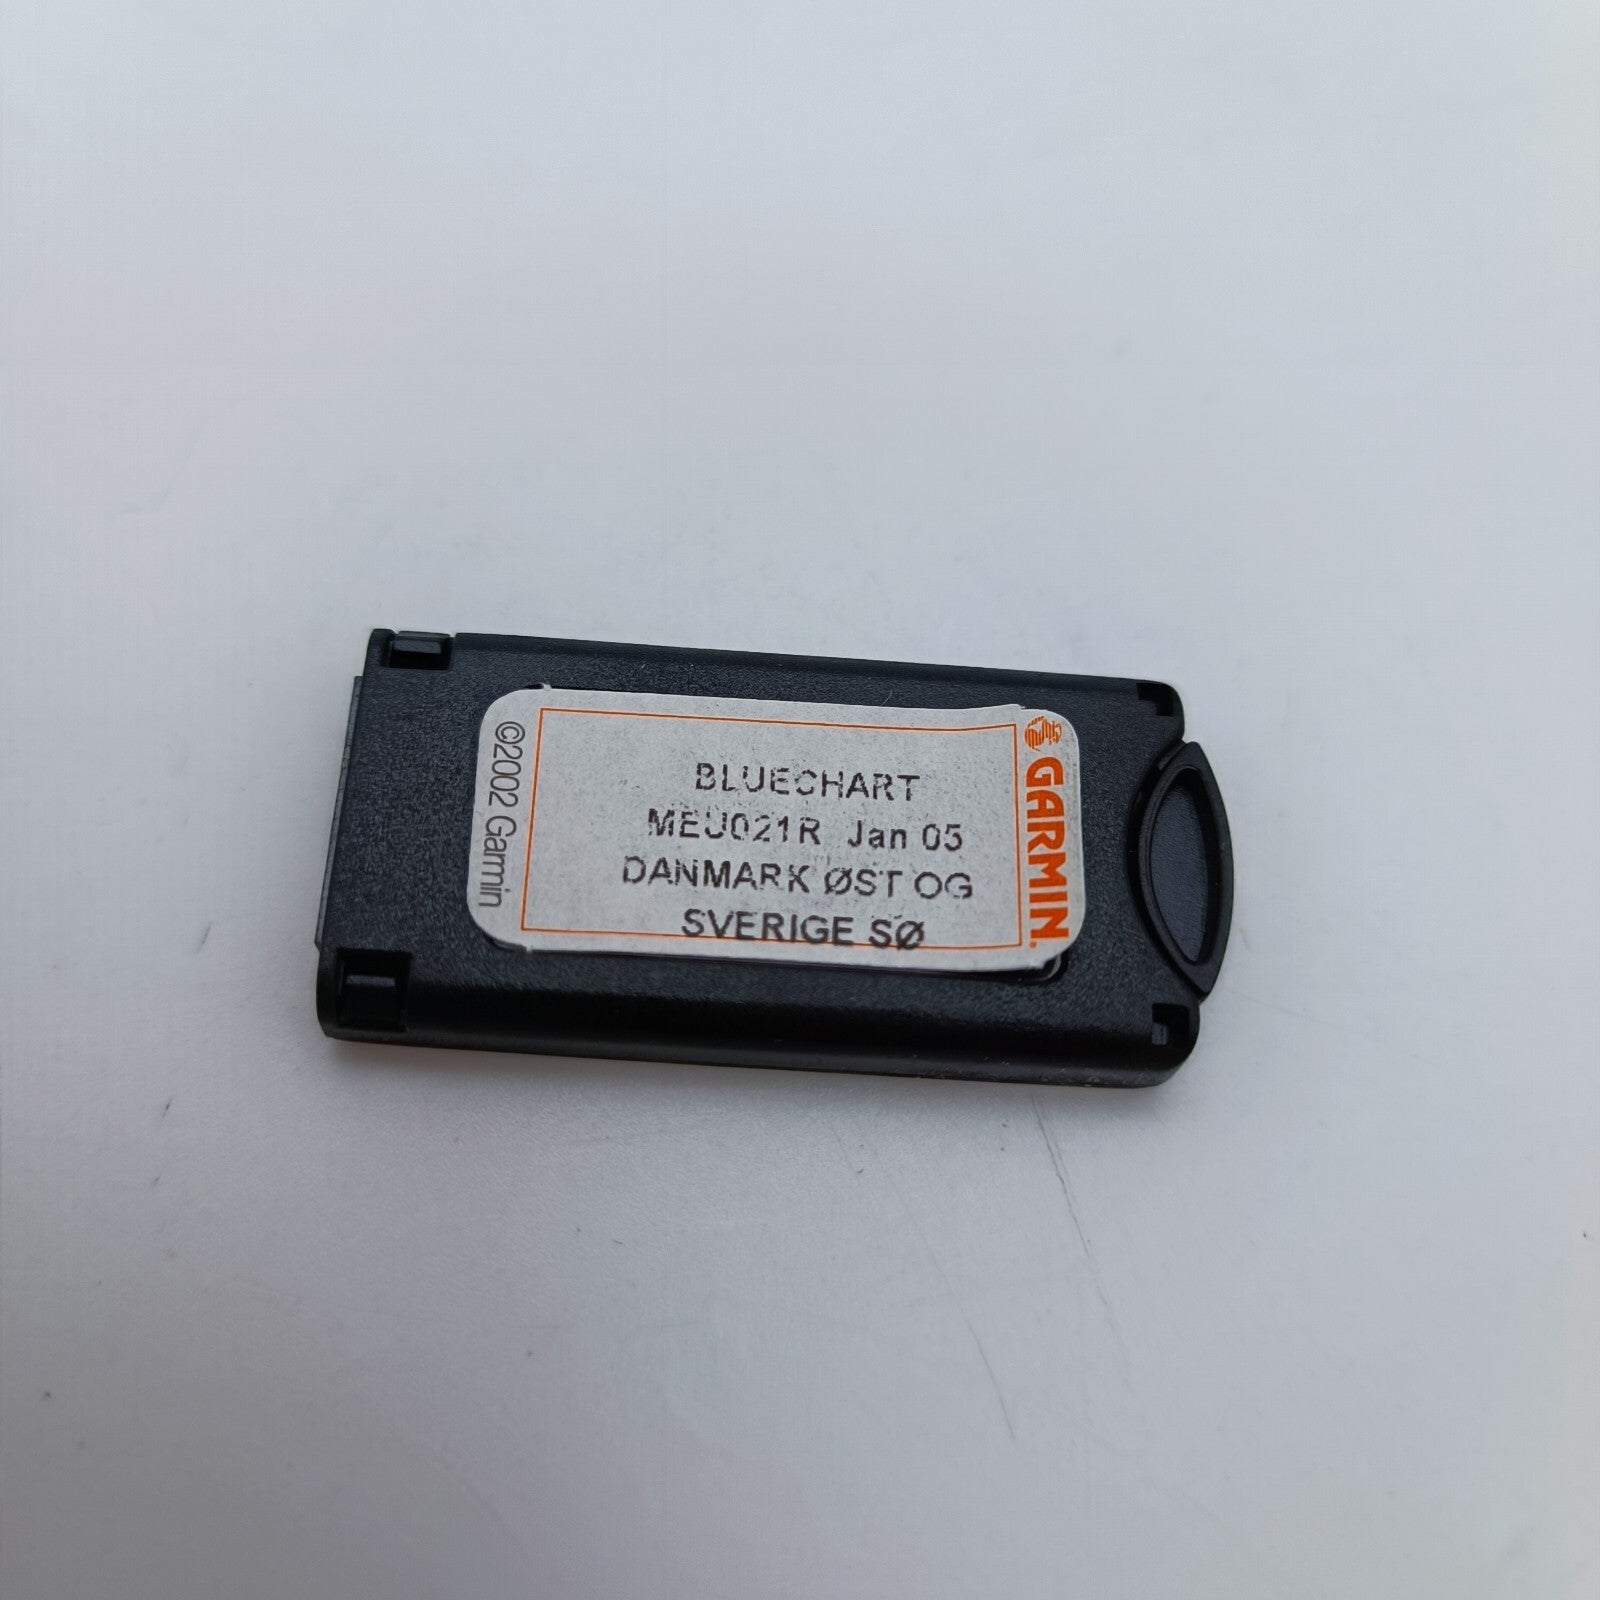 BLUECHART
MEU021R Jan 05
DANMARK ØST OG
SVERIGE SØ
GARMIN
©2002 Garmin